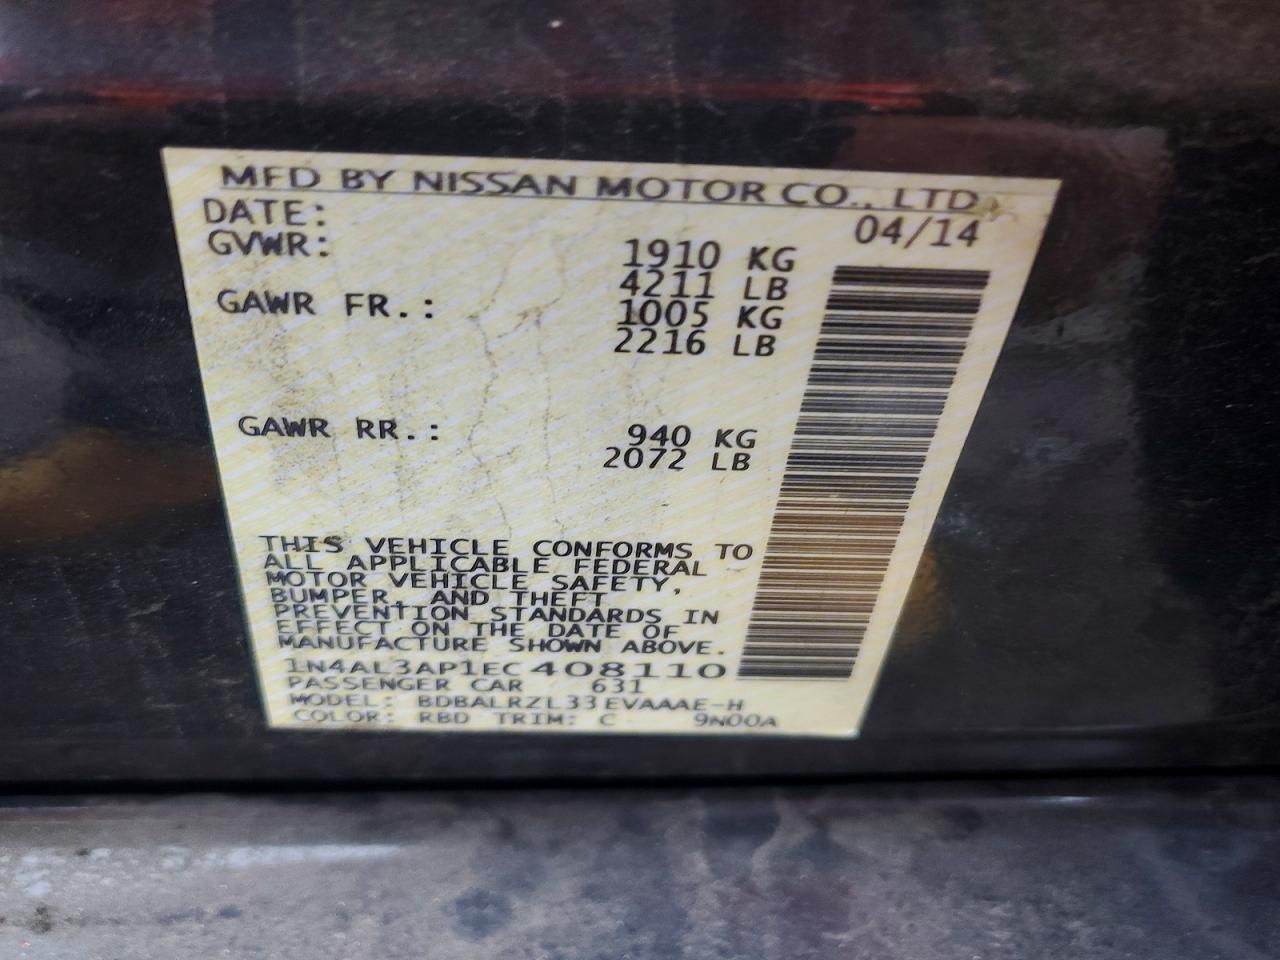 MFD BY NISSAN MOTOR CO., LTD.
DATE: 04/14
GVWR: 1910 KG
4211 LB
GAWR FR.: 1005 KG
2216 LB
GAWR RR.: 940 KG
2072 LB
THIS VEHICLE CONFORMS TO
ALL APPLICABLE FEDERAL
MOTOR VEHICLE SAFETY,
BUMPER, AND THEFT
PREVENTION STANDARDS IN
EFFECT ON THE DATE OF
MANUFACTURE SHOWN ABOVE.
1N4AL3AP1EC408110
PASSENGER CAR 631
MODEL: BDBALRZL33EVAAAE-H
COLOR: RBD TRIM: C 9N00A